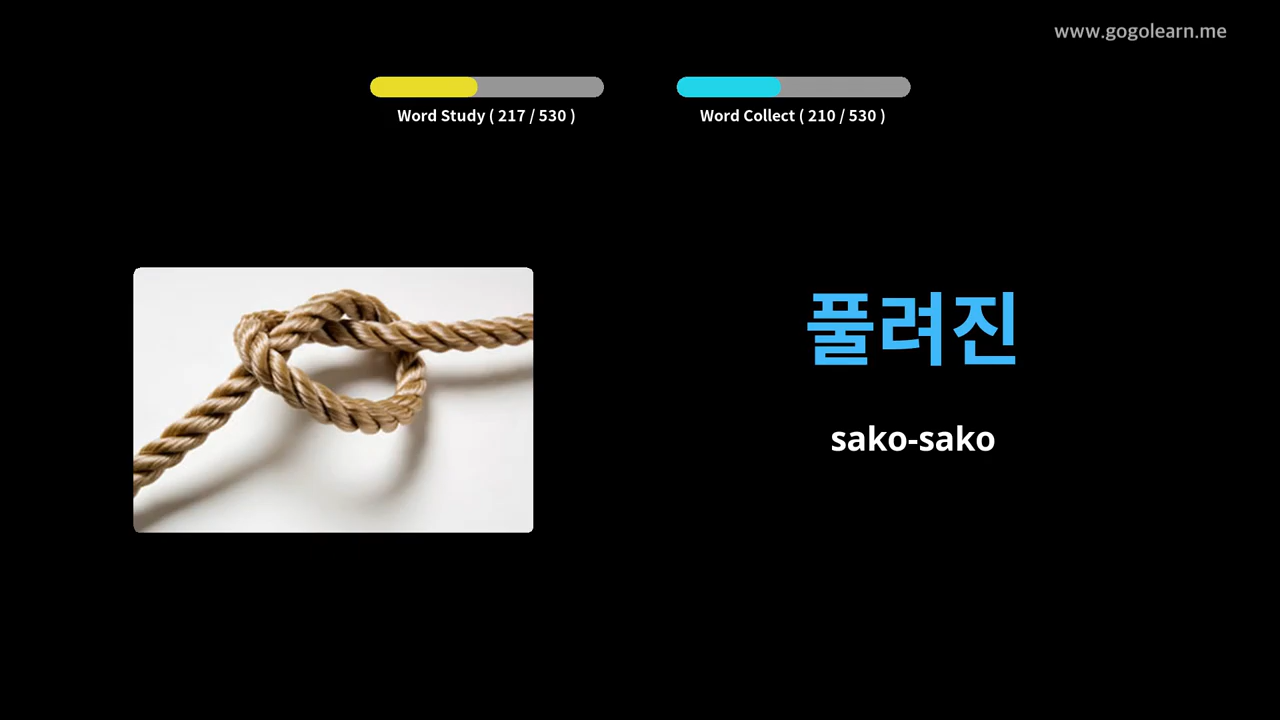 www.gogolearn.me
Word Study ( 217 / 530 )
Word Collect ( 210 / 530 )
풀려진
sako-sako